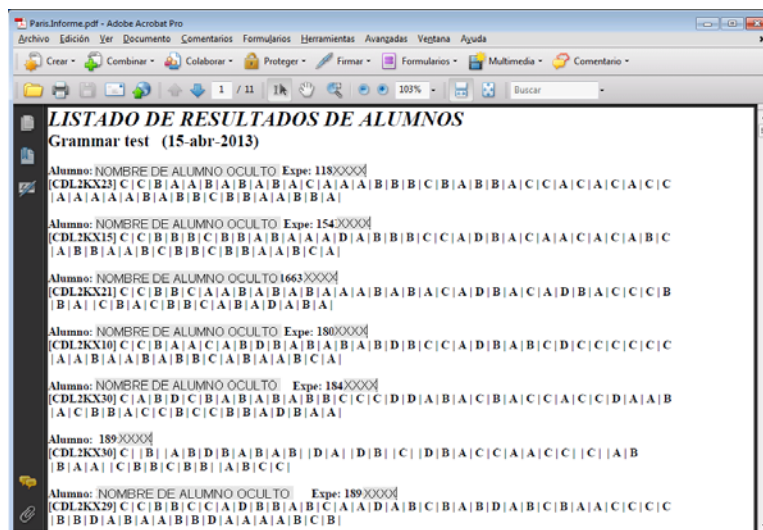 Paris.Informe.pdf - Adobe Acrobat Pro
Archivo Edición Ver Documento Comentarios Formularios Herramientas Avanzadas Ventana Ayuda
Crear Combinar Colaborar Proteger Firmar Formularios Multimedia Comentario
1 / 11 103% Buscar
LISTADO DE RESULTADOS DE ALUMNOS
Grammar test (15-abr-2013)
Alumno: NOMBRE DE ALUMNO OCULTO Expe: 118XXXX
[CDL2KX23] C|C|B|A|A|B|A|B|A|B|A|C|A|A|A|B|B|B|C|B|A|B|B|A|C|C|A|C|A|C|A|C|C
|A|A|A|A|A|B|A|B|B|C|B|B|A|A|B|B|A|
Alumno: NOMBRE DE ALUMNO OCULTO Expe: 154XXXX
[CDL2KX15] C|C|B|B|B|C|B|B|A|B|A|A|A|D|A|B|B|B|C|C|A|D|B|A|C|A|A|C|A|C|A|B|C
|A|B|B|A|A|B|C|B|B|C|B|B|A|A|B|C|A|
Alumno: NOMBRE DE ALUMNO OCULTO 1663XXXX
[CDL2KX21] C|C|B|B|C|A|A|B|A|B|A|B|A|A|A|B|A|B|A|C|A|D|B|A|C|A|D|B|A|C|C|C|B
|B|A| |C|B|A|C|B|B|C|A|B|A|D|A|B|A|
Alumno: NOMBRE DE ALUMNO OCULTO Expe: 180XXXX
[CDL2KX10] C|C|B|A|A|C|A|B|D|B|A|B|A|B|A|B|D|B|C|C|A|D|B|A|B|C|D|C|C|C|C|C|C
|A|A|B|A|A|B|A|B|B|C|A|B|A|A|B|C|A|
Alumno: NOMBRE DE ALUMNO OCULTO Expe: 184XXXX
[CDL2KX30] C|A|B|D|C|B|A|B|A|B|A|B|B|C|C|C|D|D|A|B|A|C|B|A|C|C|A|C|C|D|A|A|B
|A|C|B|B|A|C|C|B|C|C|B|B|A|D|B|A|A|
Alumno: 189XXXX
[CDL2KX30] C| |B| |A|B|D|B|A|B|A|B| |D|A| |D|B| |C| |D|B|A|C|C|A|A|C|C| |C| |A|B
|B|A|A| |C|B|B|C|B|B| |A|B|C|C|
Alumno: NOMBRE DE ALUMNO OCULTO Expe: 189XXXX
[CDL2KX29] C|C|B|B|C|C|A|D|B|B|A|B|C|A|A|D|A|B|C|B|A|B|D|A|B|C|B|A|A|C|C|C|C
|B|B|D|A|B|A|A|B|B|D|A|A|A|A|B|C|B|